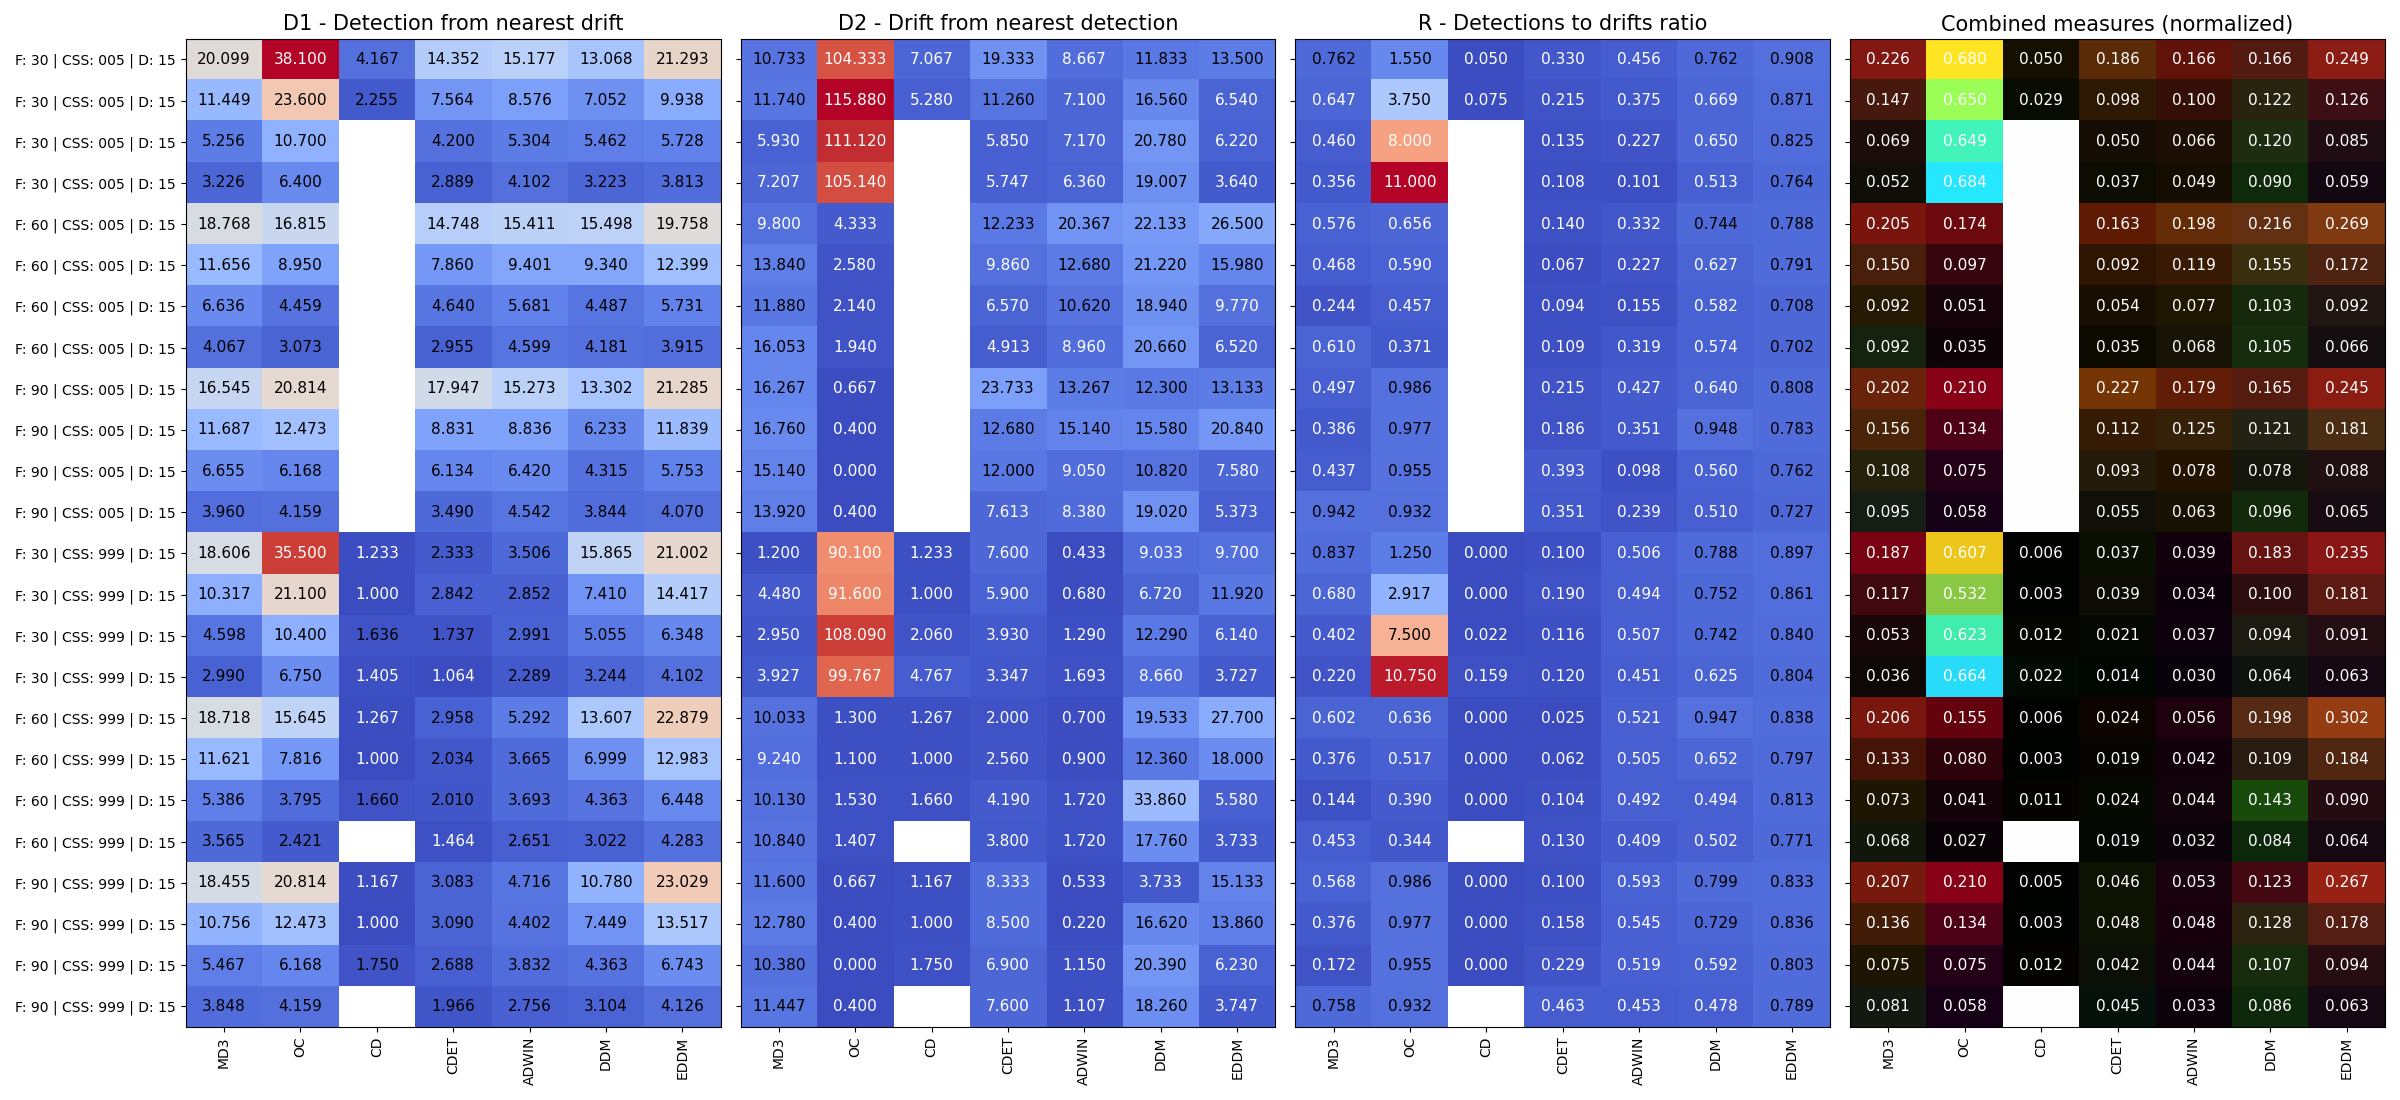 D1 - Detection from nearest drift D2 - Drift from nearest detection R - Detections to drifts ratio Combined measures (normalized)
F: 30 | CSS: 005 | D: 15 20.099 38.100 4.167 14.352 15.177 13.068 21.293 10.733 104.333 7.067 19.333 8.667 11.833 13.500 0.762 1.550 0.050 0.330 0.456 0.762 0.908 0.226 0.680 0.050 0.186 0.166 0.166 0.249
F: 30 | CSS: 005 | D: 15 11.449 23.600 2.255 7.564 8.576 7.052 9.938 11.740 115.880 5.280 11.260 7.100 16.560 6.540 0.647 3.750 0.075 0.215 0.375 0.669 0.871 0.147 0.650 0.029 0.098 0.100 0.122 0.126
F: 30 | CSS: 005 | D: 15 5.256 10.700 4.200 5.304 5.462 5.728 5.930 111.120 5.850 7.170 20.780 6.220 0.460 8.000 0.135 0.227 0.650 0.825 0.069 0.649 0.050 0.066 0.120 0.085
F: 30 | CSS: 005 | D: 15 3.226 6.400 2.889 4.102 3.223 3.813 7.207 105.140 5.747 6.360 19.007 3.640 0.356 11.000 0.108 0.101 0.513 0.764 0.052 0.684 0.037 0.049 0.090 0.059
F: 60 | CSS: 005 | D: 15 18.768 16.815 14.748 15.411 15.498 19.758 9.800 4.333 12.233 20.367 22.133 26.500 0.576 0.656 0.140 0.332 0.744 0.788 0.205 0.174 0.163 0.198 0.216 0.269
F: 60 | CSS: 005 | D: 15 11.656 8.950 7.860 9.401 9.340 12.399 13.840 2.580 9.860 12.680 21.220 15.980 0.468 0.590 0.067 0.227 0.627 0.791 0.150 0.097 0.092 0.119 0.155 0.172
F: 60 | CSS: 005 | D: 15 6.636 4.459 4.640 5.681 4.487 5.731 11.880 2.140 6.570 10.620 18.940 9.770 0.244 0.457 0.094 0.155 0.582 0.708 0.092 0.051 0.054 0.077 0.103 0.092
F: 60 | CSS: 005 | D: 15 4.067 3.073 2.955 4.599 4.181 3.915 16.053 1.940 4.913 8.960 20.660 6.520 0.610 0.371 0.109 0.319 0.574 0.702 0.092 0.035 0.035 0.068 0.105 0.066
F: 90 | CSS: 005 | D: 15 16.545 20.814 17.947 15.273 13.302 21.285 16.267 0.667 23.733 13.267 12.300 13.133 0.497 0.986 0.215 0.427 0.640 0.808 0.202 0.210 0.227 0.179 0.165 0.245
F: 90 | CSS: 005 | D: 15 11.687 12.473 8.831 8.836 6.233 11.839 16.760 0.400 12.680 15.140 15.580 20.840 0.386 0.977 0.186 0.351 0.948 0.783 0.156 0.134 0.112 0.125 0.121 0.181
F: 90 | CSS: 005 | D: 15 6.655 6.168 6.134 6.420 4.315 5.753 15.140 0.000 12.000 9.050 10.820 7.580 0.437 0.955 0.393 0.098 0.560 0.762 0.108 0.075 0.093 0.078 0.078 0.088
F: 90 | CSS: 005 | D: 15 3.960 4.159 3.490 4.542 3.844 4.070 13.920 0.400 7.613 8.380 19.020 5.373 0.942 0.932 0.351 0.239 0.510 0.727 0.095 0.058 0.055 0.063 0.096 0.065
F: 30 | CSS: 999 | D: 15 18.606 35.500 1.233 2.333 3.506 15.865 21.002 1.200 90.100 1.233 7.600 0.433 9.033 9.700 0.837 1.250 0.000 0.100 0.506 0.788 0.897 0.187 0.607 0.006 0.037 0.039 0.183 0.235
F: 30 | CSS: 999 | D: 15 10.317 21.100 1.000 2.842 2.852 7.410 14.417 4.480 91.600 1.000 5.900 0.680 6.720 11.920 0.680 2.917 0.000 0.190 0.494 0.752 0.861 0.117 0.532 0.003 0.039 0.034 0.100 0.181
F: 30 | CSS: 999 | D: 15 4.598 10.400 1.636 1.737 2.991 5.055 6.348 2.950 108.090 2.060 3.930 1.290 12.290 6.140 0.402 7.500 0.022 0.116 0.507 0.742 0.840 0.053 0.623 0.012 0.021 0.037 0.094 0.091
F: 30 | CSS: 999 | D: 15 2.990 6.750 1.405 1.064 2.289 3.244 4.102 3.927 99.767 4.767 3.347 1.693 8.660 3.727 0.220 10.750 0.159 0.120 0.451 0.625 0.804 0.036 0.664 0.022 0.014 0.030 0.064 0.063
F: 60 | CSS: 999 | D: 15 18.718 15.645 1.267 2.958 5.292 13.607 22.879 10.033 1.300 1.267 2.000 0.700 19.533 27.700 0.602 0.636 0.000 0.025 0.521 0.947 0.838 0.206 0.155 0.006 0.024 0.056 0.198 0.302
F: 60 | CSS: 999 | D: 15 11.621 7.816 1.000 2.034 3.665 6.999 12.983 9.240 1.100 1.000 2.560 0.900 12.360 18.000 0.376 0.517 0.000 0.062 0.505 0.652 0.797 0.133 0.080 0.003 0.019 0.042 0.109 0.184
F: 60 | CSS: 999 | D: 15 5.386 3.795 1.660 2.010 3.693 4.363 6.448 10.130 1.530 1.660 4.190 1.720 33.860 5.580 0.144 0.390 0.000 0.104 0.492 0.494 0.813 0.073 0.041 0.011 0.024 0.044 0.143 0.090
F: 60 | CSS: 999 | D: 15 3.565 2.421 1.464 2.651 3.022 4.283 10.840 1.407 3.800 1.720 17.760 3.733 0.453 0.344 0.130 0.409 0.502 0.771 0.068 0.027 0.019 0.032 0.084 0.064
F: 90 | CSS: 999 | D: 15 18.455 20.814 1.167 3.083 4.716 10.780 23.029 11.600 0.667 1.167 8.333 0.533 3.733 15.133 0.568 0.986 0.000 0.100 0.593 0.799 0.833 0.207 0.210 0.005 0.046 0.053 0.123 0.267
F: 90 | CSS: 999 | D: 15 10.756 12.473 1.000 3.090 4.402 7.449 13.517 12.780 0.400 1.000 8.500 0.220 16.620 13.860 0.376 0.977 0.000 0.158 0.545 0.729 0.836 0.136 0.134 0.003 0.048 0.048 0.128 0.178
F: 90 | CSS: 999 | D: 15 5.467 6.168 1.750 2.688 3.832 4.363 6.743 10.380 0.000 1.750 6.900 1.150 20.390 6.230 0.172 0.955 0.000 0.229 0.519 0.592 0.803 0.075 0.075 0.012 0.042 0.044 0.107 0.094
F: 90 | CSS: 999 | D: 15 3.848 4.159 1.966 2.756 3.104 4.126 11.447 0.400 7.600 1.107 18.260 3.747 0.758 0.932 0.463 0.453 0.478 0.789 0.081 0.058 0.045 0.033 0.086 0.063
MD3 OC CD CDET ADWIN DDM EDDM MD3 OC CD CDET ADWIN DDM EDDM MD3 OC CD CDET ADWIN DDM EDDM MD3 OC CD CDET ADWIN DDM EDDM